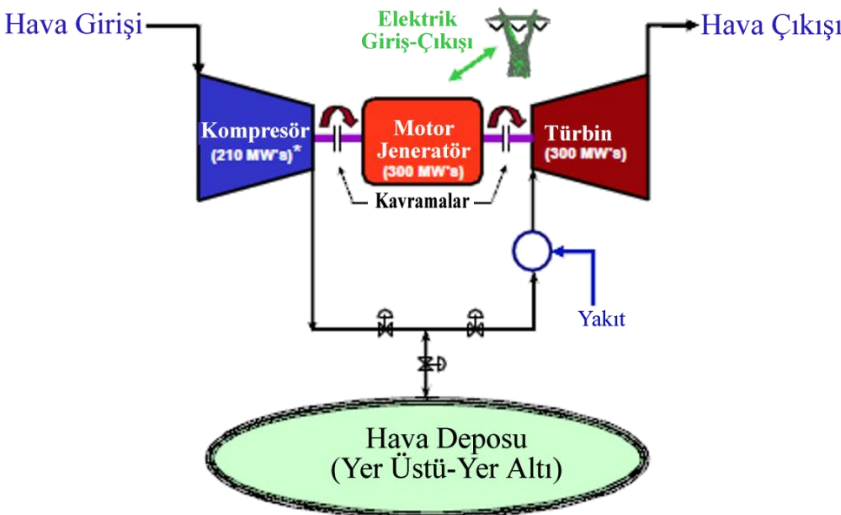 Hava Girişi
Elektrik
Giriş-Çıkışı
Hava Çıkışı
Kompresör
(210 MW's)*
Motor
Jeneratör
(300 MW's)
Türbin
(300 MW's)
Kavramalar
Yakıt
Hava Deposu
(Yer Üstü-Yer Altı)